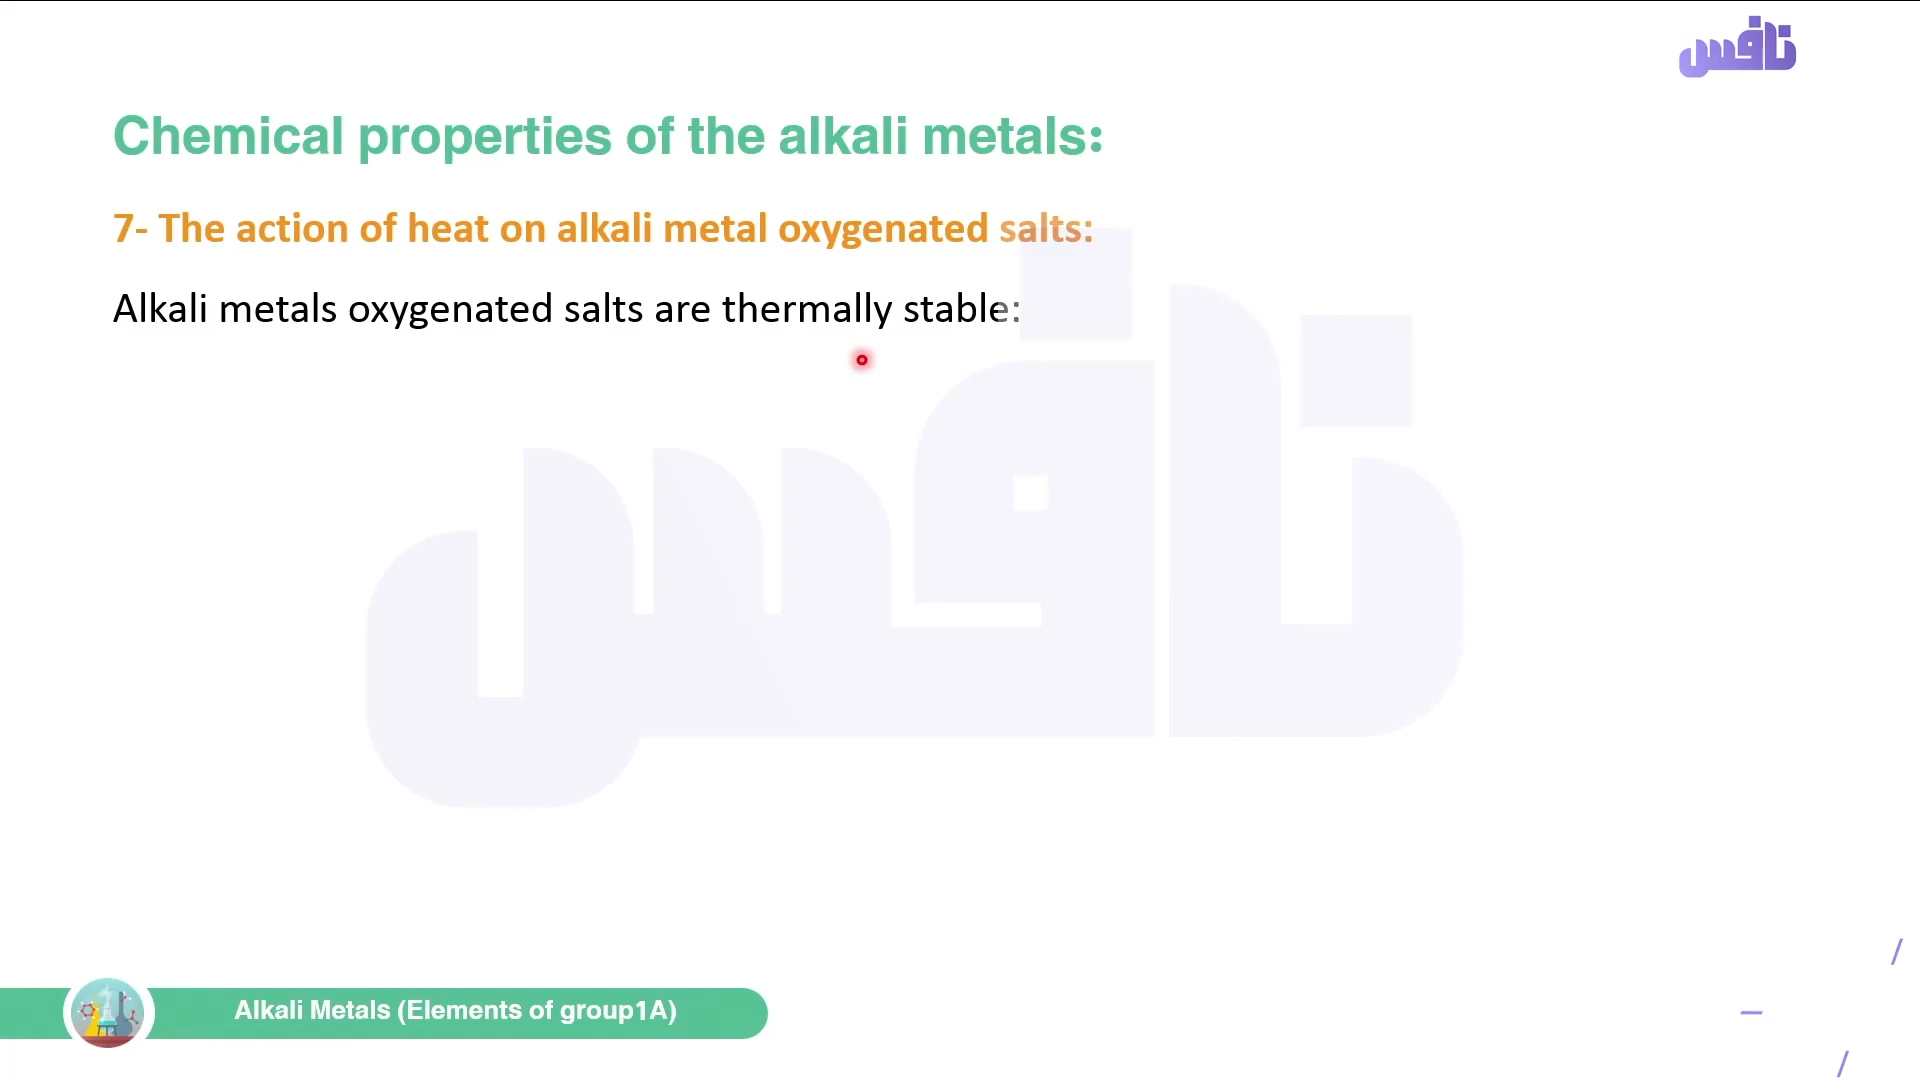 نافس
Chemical properties of the alkali metals:
7- The action of heat on alkali metal oxygenated salts:
Alkali metals oxygenated salts are thermally stable:
نافس
Alkali Metals (Elements of group1A)